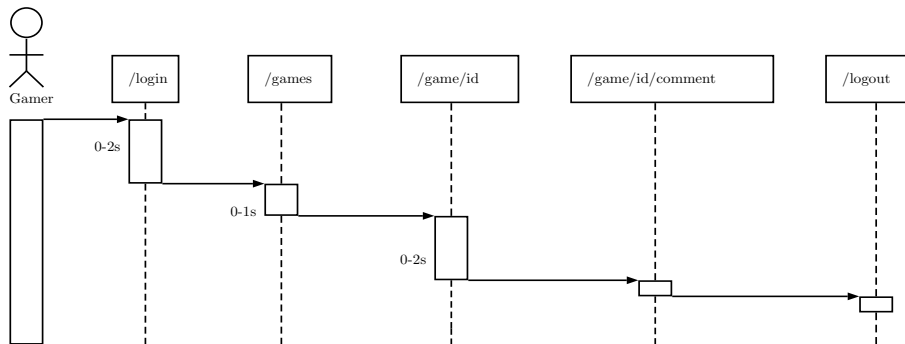 /login
/games
/game/id
/game/id/comment
/logout
Gamer
0-2s
0-1s
0-2s